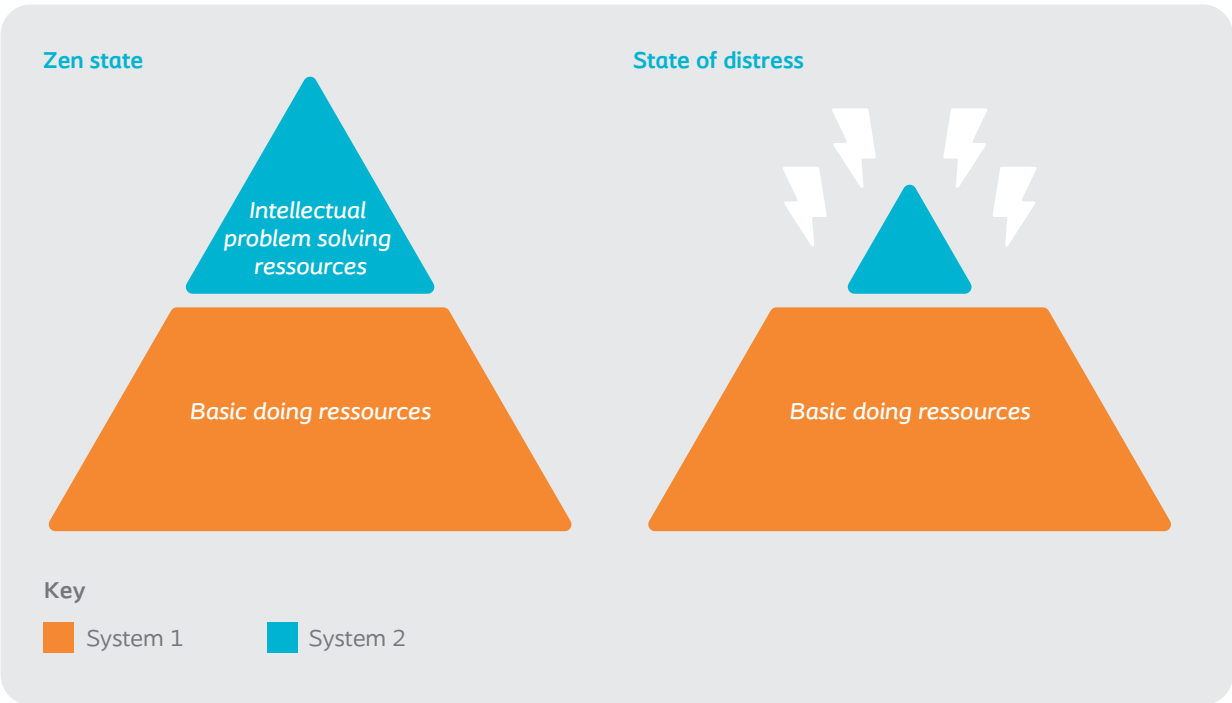 Zen state
State of distress
Intellectual
problem solving
ressources
Basic doing ressources
Basic doing ressources
Key
System 1
System 2